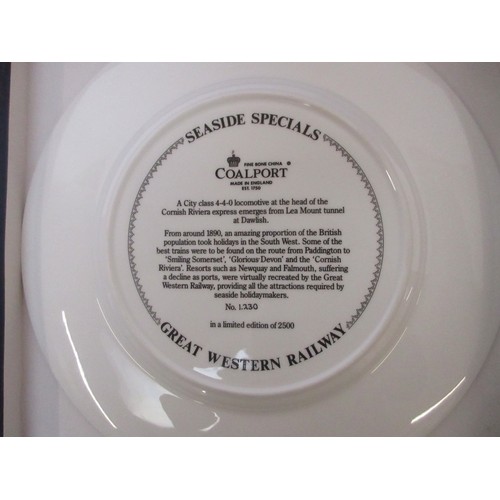 SEASIDE SPECIALS
FINE BONE CHINA ®
COALPORT
MADE IN ENGLAND
EST. 1750
A City class 4-4-0 locomotive at the head of the
Cornish Riviera express emerges from Lea Mount tunnel
at Dawlish.
From around 1890, an amazing proportion of the British
population took holidays in the South West. Some of the
best trains were to be found on the route from Paddington to
'Smiling Somerset', 'Glorious Devon' and the 'Cornish
Riviera'. Resorts such as Newquay and Falmouth, suffering
a decline as ports, were virtually recreated by the Great
Western Railway, providing all the attractions required by
seaside holidaymakers.
No. 1,230
in a limited edition of 2500
GREAT WESTERN RAILWAY